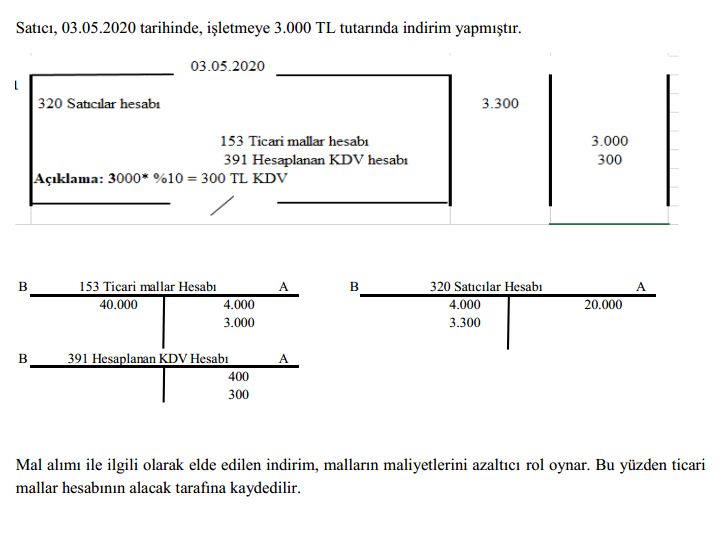 Satıcı, 03.05.2020 tarihinde, işletmeye 3.000 TL tutarında indirim yapmıştır.
03.05.2020
320 Satıcılar hesabı 3.300
153 Ticari mallar hesabı 3.000
391 Hesaplanan KDV hesabı 300
Açıklama: 3000* %10 = 300 TL KDV
B 153 Ticari mallar Hesabı A
40.000 4.000
3.000
B 320 Satıcılar Hesabı A
4.000 20.000
3.300
B 391 Hesaplanan KDV Hesabı A
400
300
Mal alımı ile ilgili olarak elde edilen indirim, malların maliyetlerini azaltıcı rol oynar. Bu yüzden ticari
mallar hesabının alacak tarafına kaydedilir.